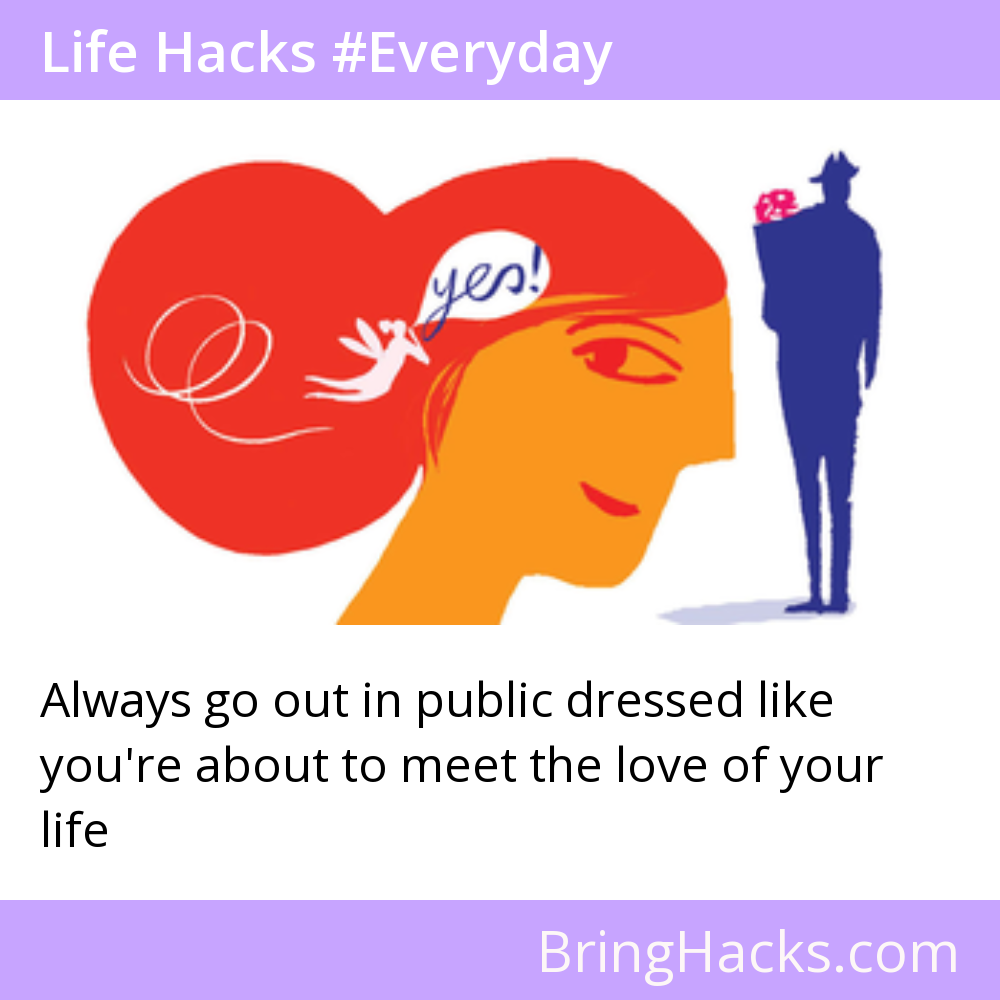 Life Hacks #Everyday
yes!
Always go out in public dressed like
you're about to meet the love of your
life
BringHacks.com